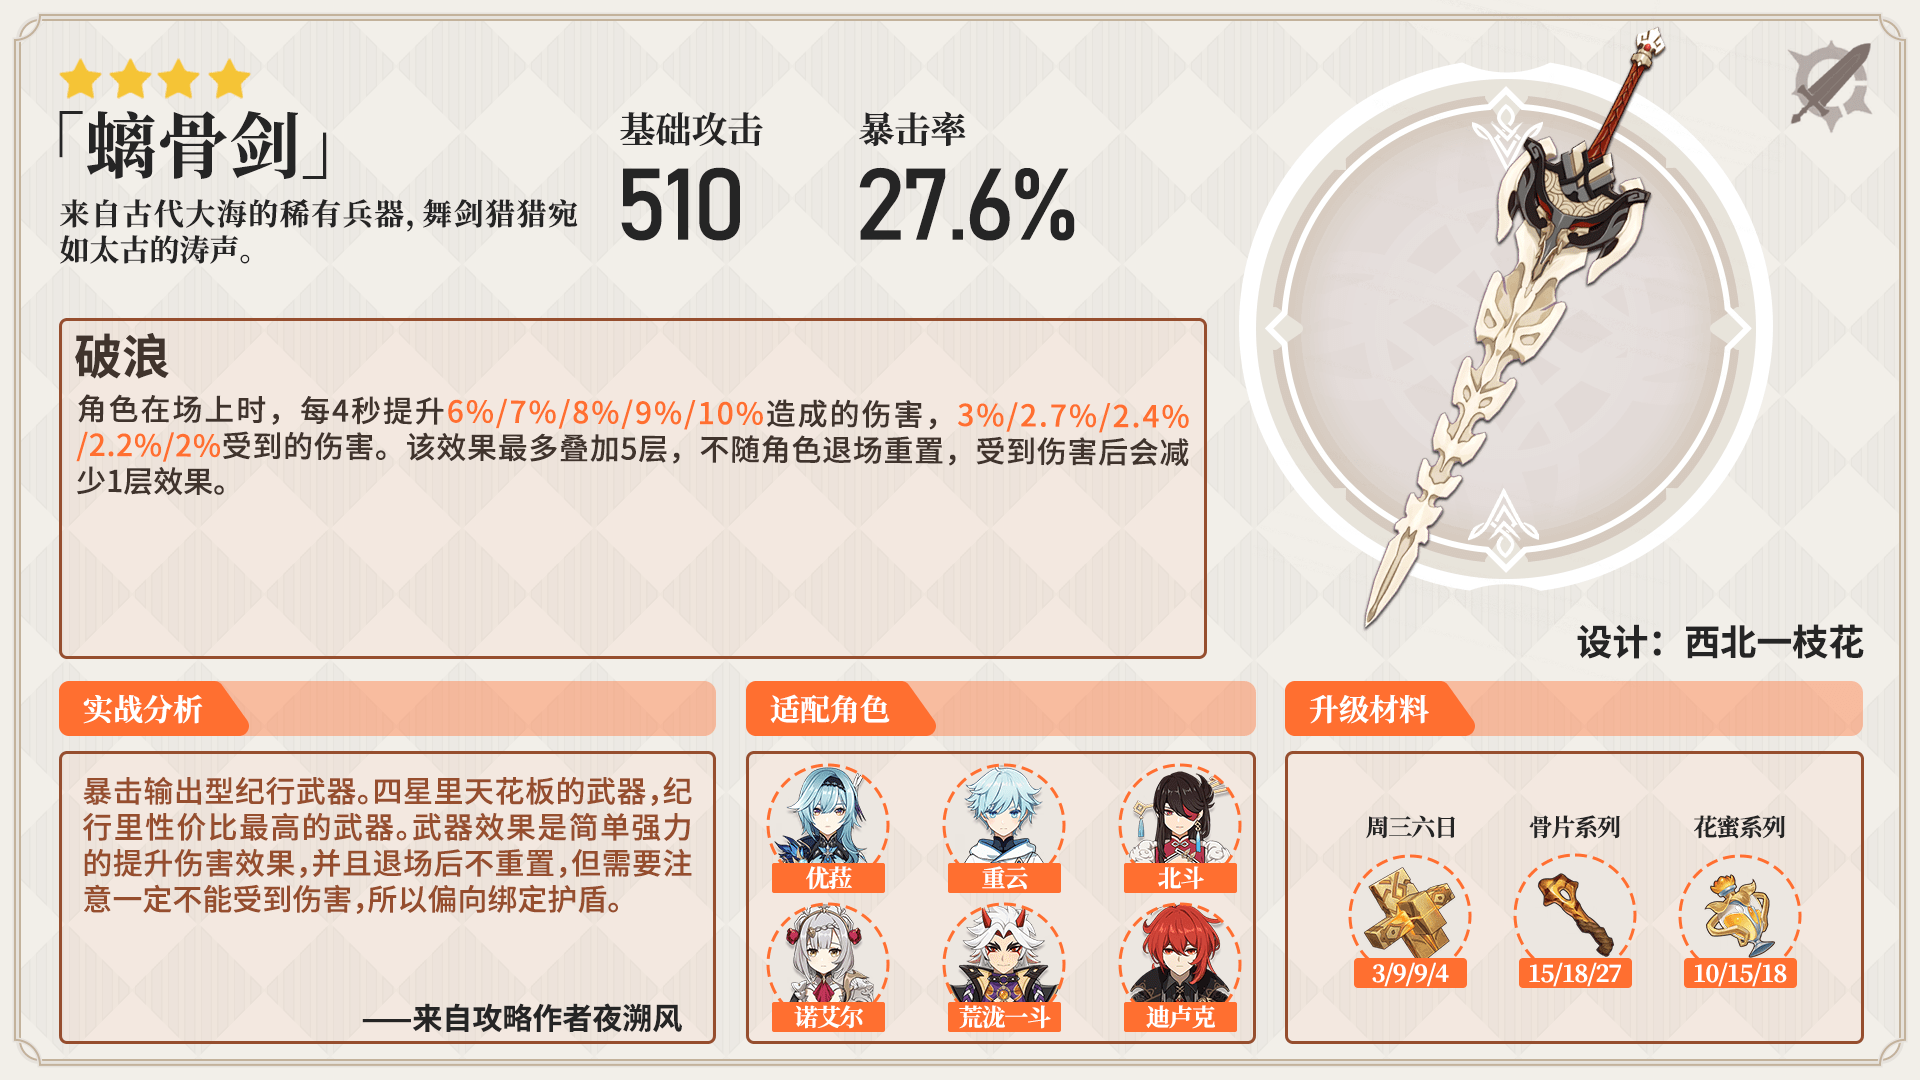 「螭骨剑」
来自古代大海的稀有兵器，舞剑猎猎宛
如太古的涛声。
基础攻击
510
暴击率
27.6%
破浪
角色在场上时，每4秒提升6%/7%/8%/9%/10%造成的伤害，3%/2.7%/2.4%
/2.2%/2%受到的伤害。该效果最多叠加5层，不随角色退场重置，受到伤害后会减
少1层效果。
设计：西北一枝花
实战分析
暴击输出型纪行武器。四星里天花板的武器，纪
行里性价比最高的武器。武器效果是简单强力
的提升伤害效果，并且退场后不重置，但需要注
意一定不能受到伤害，所以偏向绑定护盾。
——来自攻略作者夜溯风
适配角色
优菈
重云
北斗
诺艾尔
荒泷一斗
迪卢克
升级材料
周三六日
骨片系列
花蜜系列
3/9/9/4
15/18/27
10/15/18